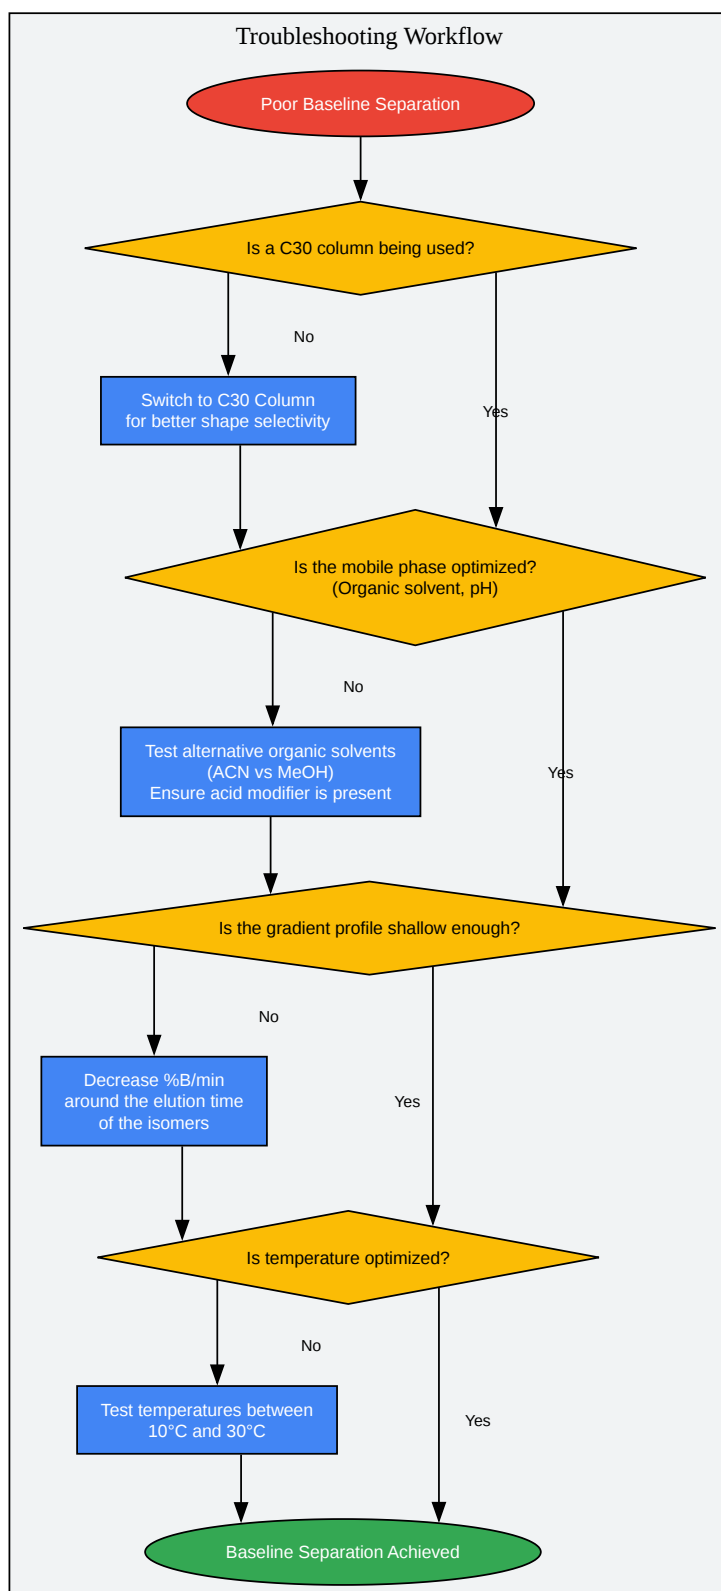 Troubleshooting Workflow
Poor Baseline Separation
Is a C30 column being used?
No
Switch to C30 Column
for better shape selectivity
Yes
Is the mobile phase optimized?
(Organic solvent, pH)
No
Test alternative organic solvents
(ACN vs MeOH)
Ensure acid modifier is present
Yes
Is the gradient profile shallow enough?
No
Decrease %B/min
around the elution time
of the isomers
Yes
Is temperature optimized?
No
Test temperatures between
10°C and 30°C
Yes
Baseline Separation Achieved